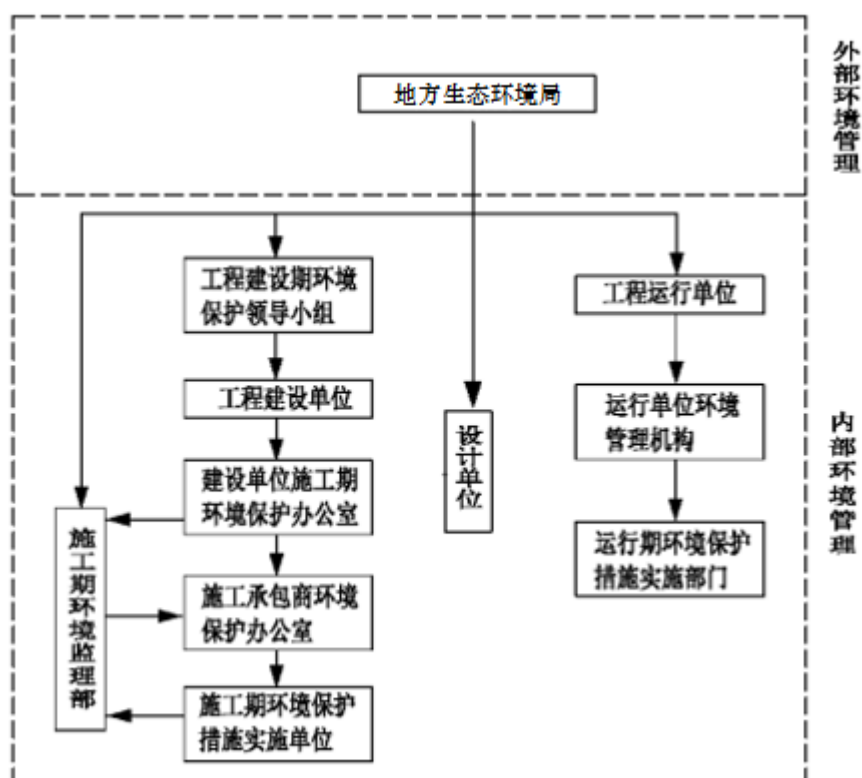 外部环境管理
地方生态环境局
工程建设期环境
保护领导小组
工程建设单位
建设单位施工期
环境保护办公室
施工承包商环境
保护办公室
施工期环境保护
措施实施单位
施工期环境监理部
设计单位
工程运行单位
运行单位环境
管理机构
运行期环境保护
措施实施部门
内部环境管理